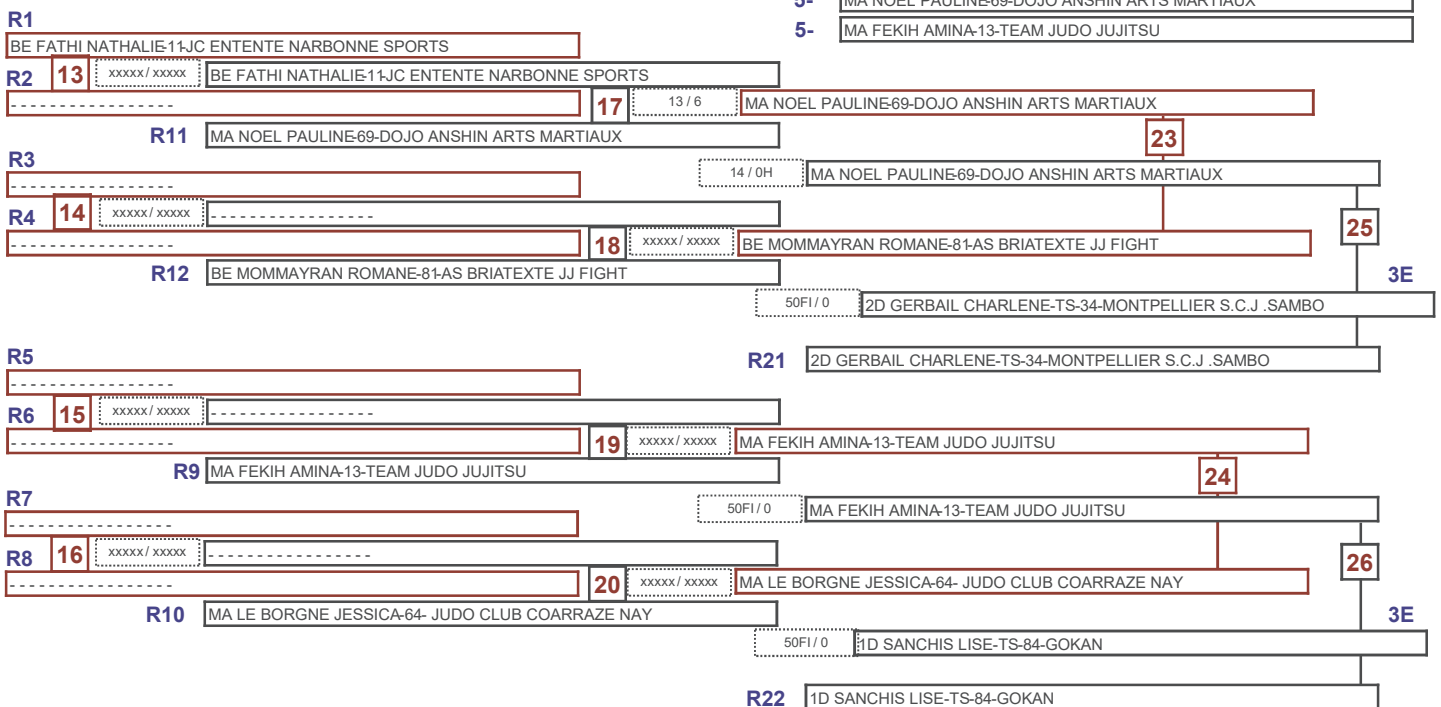 5- MA NOEL PAULINE-69-DOJO ANSHIN ARTS MARTIAUX
R1
5- MA FEKIH AMINA-13-TEAM JUDO JUJITSU
BE FATHI NATHALIE-11-JC ENTENTE NARBONNE SPORTS
R2 13 xxxxx / xxxxx BE FATHI NATHALIE-11-JC ENTENTE NARBONNE SPORTS
- - - - - - - - - - - - - - - - 17 13 / 6 MA NOEL PAULINE-69-DOJO ANSHIN ARTS MARTIAUX
R11 MA NOEL PAULINE-69-DOJO ANSHIN ARTS MARTIAUX 23
R3
14 / 0H MA NOEL PAULINE-69-DOJO ANSHIN ARTS MARTIAUX
- - - - - - - - - - - - - - - -
R4 14 xxxxx / xxxxx - - - - - - - - - - - - - - - - 25
- - - - - - - - - - - - - - - - 18 xxxxx / xxxxx BE MOMMAYRAN ROMANE-81-AS BRIATEXTE JJ FIGHT
R12 BE MOMMAYRAN ROMANE-81-AS BRIATEXTE JJ FIGHT 3E
50FI / 0 2D GERBAIL CHARLENE-TS-34-MONTPELLIER S.C.J .SAMBO
R5
R21 2D GERBAIL CHARLENE-TS-34-MONTPELLIER S.C.J .SAMBO
- - - - - - - - - - - - - - - -
R6 15 xxxxx / xxxxx - - - - - - - - - - - - - - - -
- - - - - - - - - - - - - - - - 19 xxxxx / xxxxx MA FEKIH AMINA-13-TEAM JUDO JUJITSU
R9 MA FEKIH AMINA-13-TEAM JUDO JUJITSU 24
R7
50FI / 0 MA FEKIH AMINA-13-TEAM JUDO JUJITSU
- - - - - - - - - - - - - - - -
R8 16 xxxxx / xxxxx - - - - - - - - - - - - - - - - 26
- - - - - - - - - - - - - - - - 20 xxxxx / xxxxx MA LE BORGNE JESSICA-64- JUDO CLUB COARRAZE NAY
R10 MA LE BORGNE JESSICA-64- JUDO CLUB COARRAZE NAY 3E
50FI / 0 1D SANCHIS LISE-TS-84-GOKAN
R22 1D SANCHIS LISE-TS-84-GOKAN